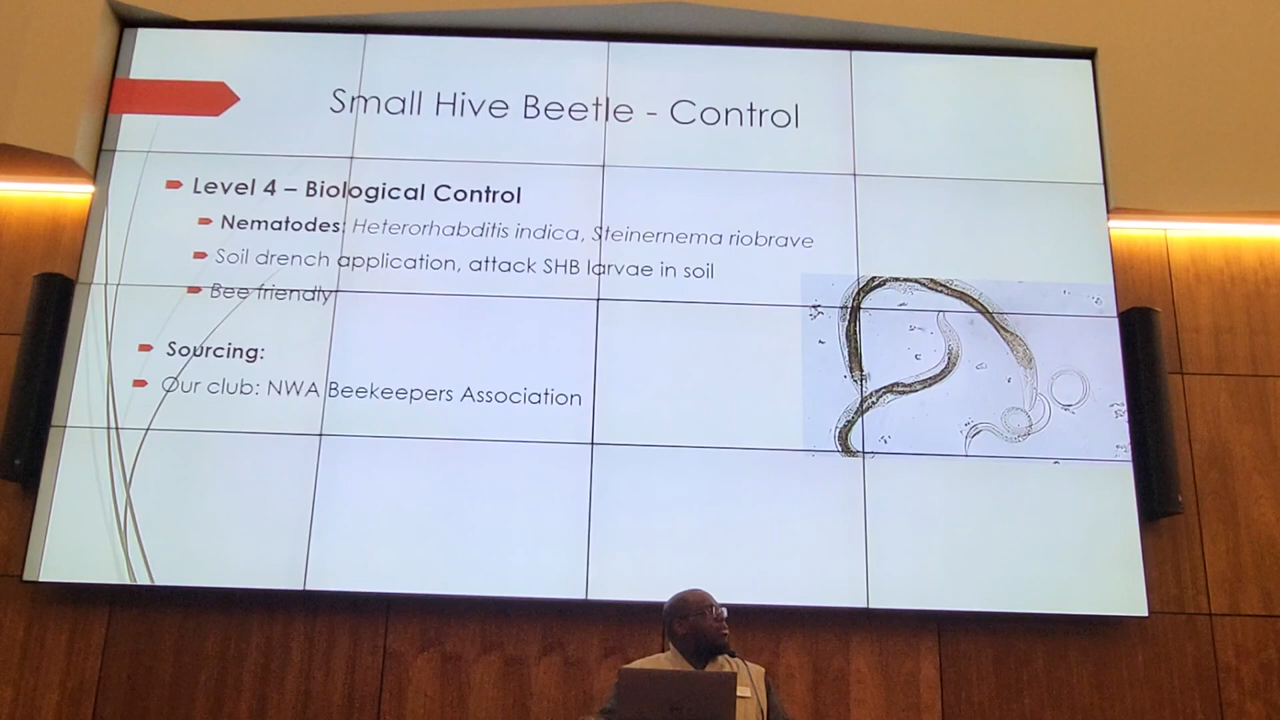 Small Hive Beetle - Control
Level 4 – Biological Control
Nematodes: Heterorhabditis indica, Steinernema riobrave
Soil drench application, attack SHB larvae in soil
Bee friendly
Sourcing:
Our club: NWA Beekeepers Association